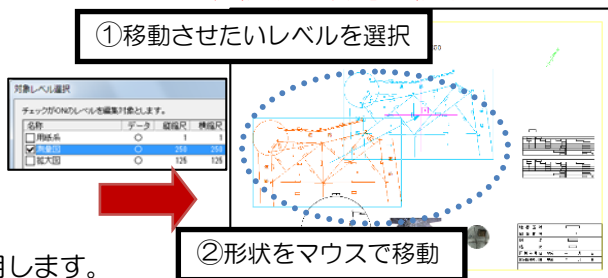 ①移動させたいレベルを選択
対象レベル選択
チェックがONのレベルを編集対象とします。
名称 データ 縦縮尺 横縮尺
用紙系 ○ 1 1
測量図 ○ 250 250
拡大図 ○ 125 125
②形状をマウスで移動
用します。